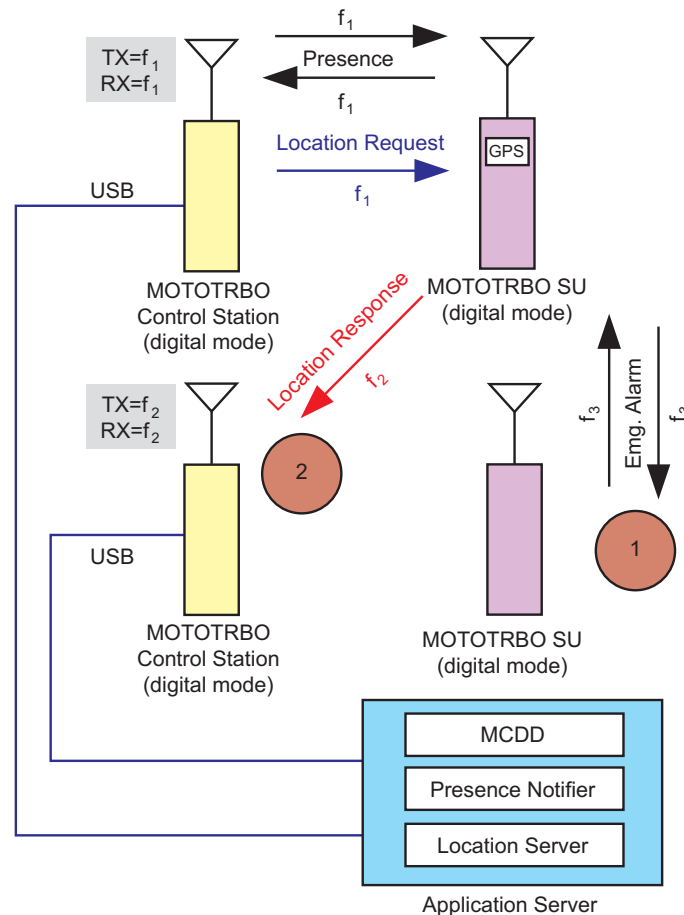 f1
TX=f1
RX=f1
Presence
f1
GPS
Location Request
f1
USB
MOTOTRBO
Control Station
(digital mode)
MOTOTRBO SU
(digital mode)
Location Response
f2
TX=f2
RX=f2
f3
Emg. Alarm
f3
2
1
USB
MOTOTRBO
Control Station
(digital mode)
MOTOTRBO SU
(digital mode)
MCDD
Presence Notifier
Location Server
Application Server